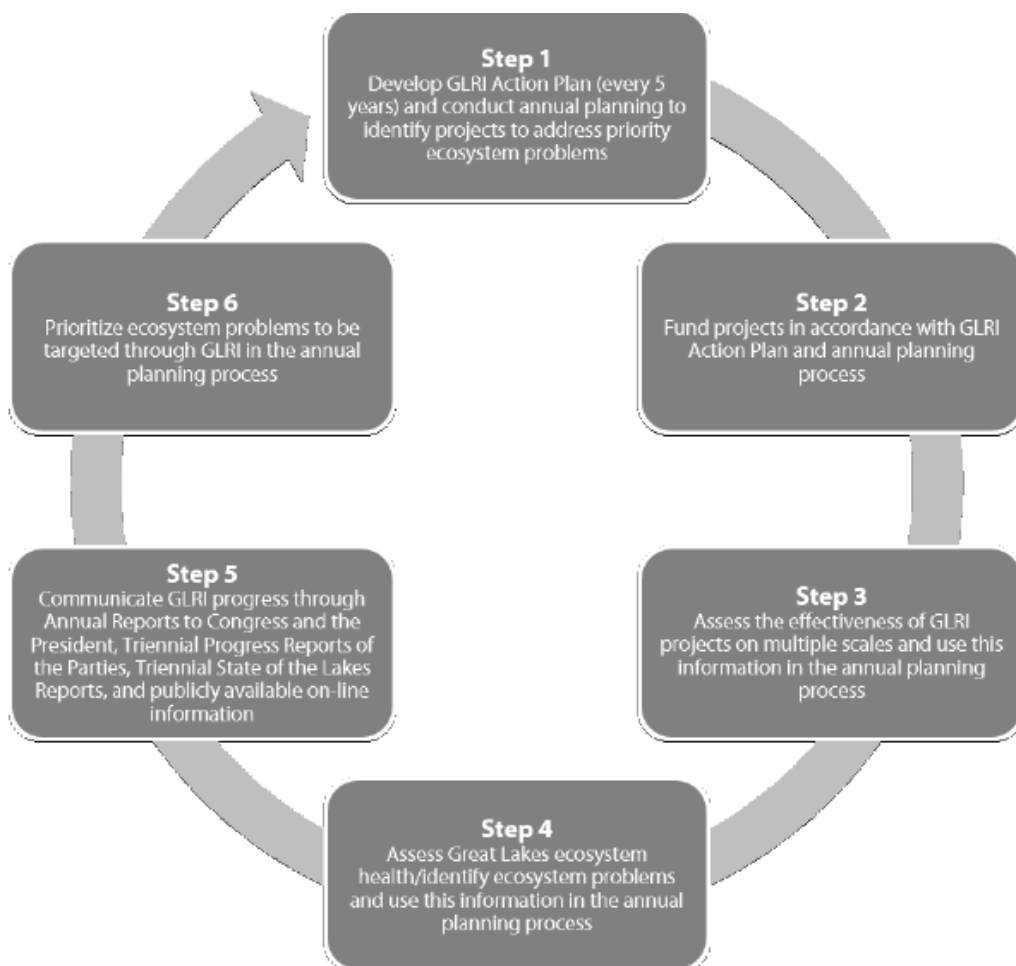 Step 1
Develop GLRI Action Plan (every 5
years) and conduct annual planning to
identify projects to address priority
ecosystem problems
Step 2
Fund projects in accordance with GLRI
Action Plan and annual planning
process
Step 3
Assess the effectiveness of GLRI
projects on multiple scales and use this
information in the annual planning
process
Step 4
Assess Great Lakes ecosystem
health/identify ecosystem problems
and use this information in the annual
planning process
Step 5
Communicate GLRI progress through
Annual Reports to Congress and the
President, Triennial Progress Reports of
the Parties, Triennial State of the Lakes
Reports, and publicly available on-line
information
Step 6
Prioritize ecosystem problems to be
targeted through GLRI in the annual
planning process